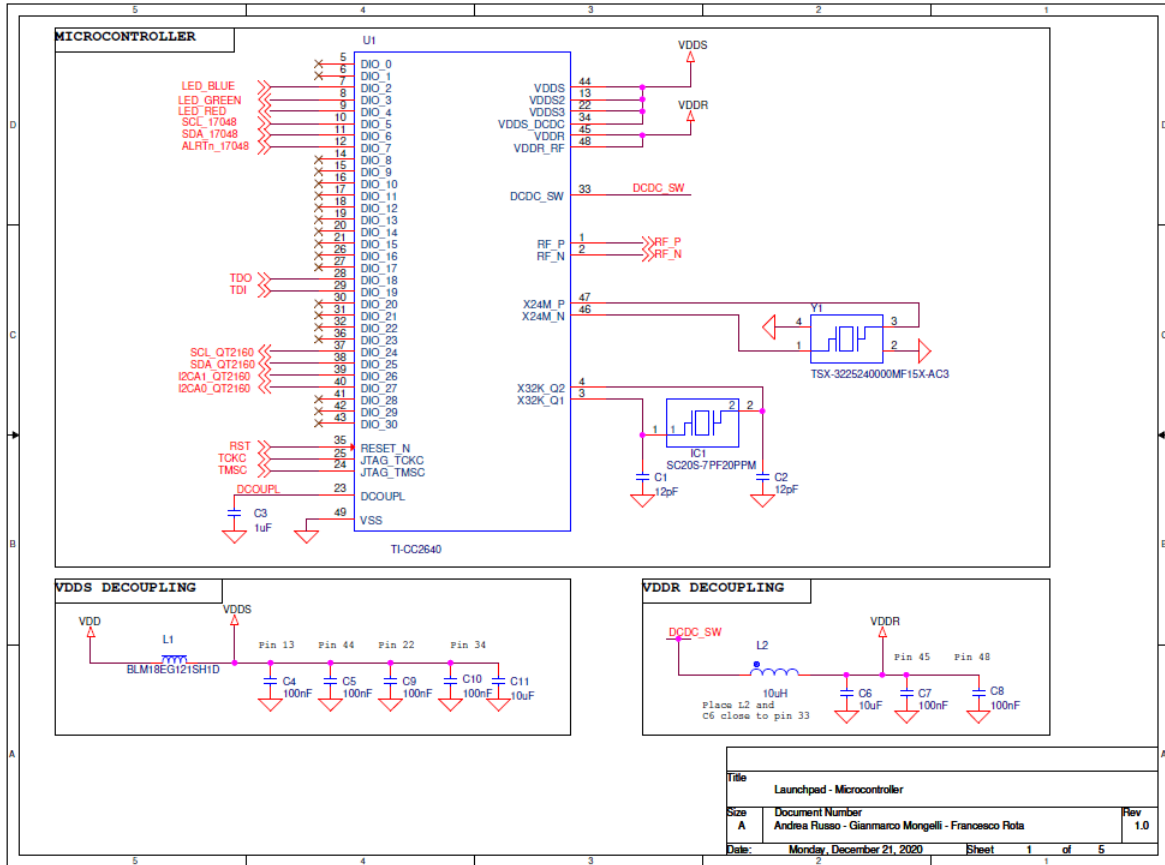 5 4 3 2 1
MICROCONTROLLER
U1
LED_BLUE
LED_GREEN
LED_RED
SCL_17048
SDA_17048
ALRTn_17048
TDO
TDI
SCL_QT2160
SDA_QT2160
I2CA1_QT2160
I2CA0_QT2160
RST
TCKC
TMSC
DCOUPL
C3
1uF
5 DIO_0
6 DIO_1
7 DIO_2
8 DIO_3
9 DIO_4
10 DIO_5
11 DIO_6
12 DIO_7
14 DIO_8
15 DIO_9
16 DIO_10
17 DIO_11
18 DIO_12
19 DIO_13
20 DIO_14
21 DIO_15
26 DIO_16
27 DIO_17
28 DIO_18
29 DIO_19
30 DIO_20
31 DIO_21
32 DIO_22
36 DIO_23
37 DIO_24
38 DIO_25
39 DIO_26
40 DIO_27
41 DIO_28
42 DIO_29
43 DIO_30
35 RESET_N
25 JTAG_TCKC
24 JTAG_TMSC
23 DCOUPL
49 VSS
TI-CC2640
VDDS 44
VDDS2 13
VDDS3 22
VDDS_DCDC 34
VDDR 45
VDDR_RF 48
DCDC_SW 33
RF_P 1
RF_N 2
X24M_P 47
X24M_N 46
X32K_Q2 4
X32K_Q1 3
VDDS
VDDR
DCDC_SW
RF_P
RF_N
Y1
4 3
1 2
TSX-3225240000MF15X-AC3
1 1 2 2
IC1
SC20S-7PF20PPM
C1
12pF
C2
12pF
VDDS DECOUPLING
VDD
L1
BLM18EG121SH1D
VDDS
Pin 13 Pin 44 Pin 22 Pin 34
C4
100nF
C5
100nF
C9
100nF
C10
100nF
C11
10uF
VDDR DECOUPLING
DCDC_SW
L2
10uH
Place L2 and
C6 close to pin 33
VDDR
Pin 45 Pin 48
C6
10uF
C7
100nF
C8
100nF
D D
C C
B B
A A
Title
Launchpad - Microcontroller
Size Document Number Rev
A Andrea Russo - Gianmarco Mongelli - Francesco Rota 1.0
Date: Monday, December 21, 2020 Sheet 1 of 5
5 4 3 2 1